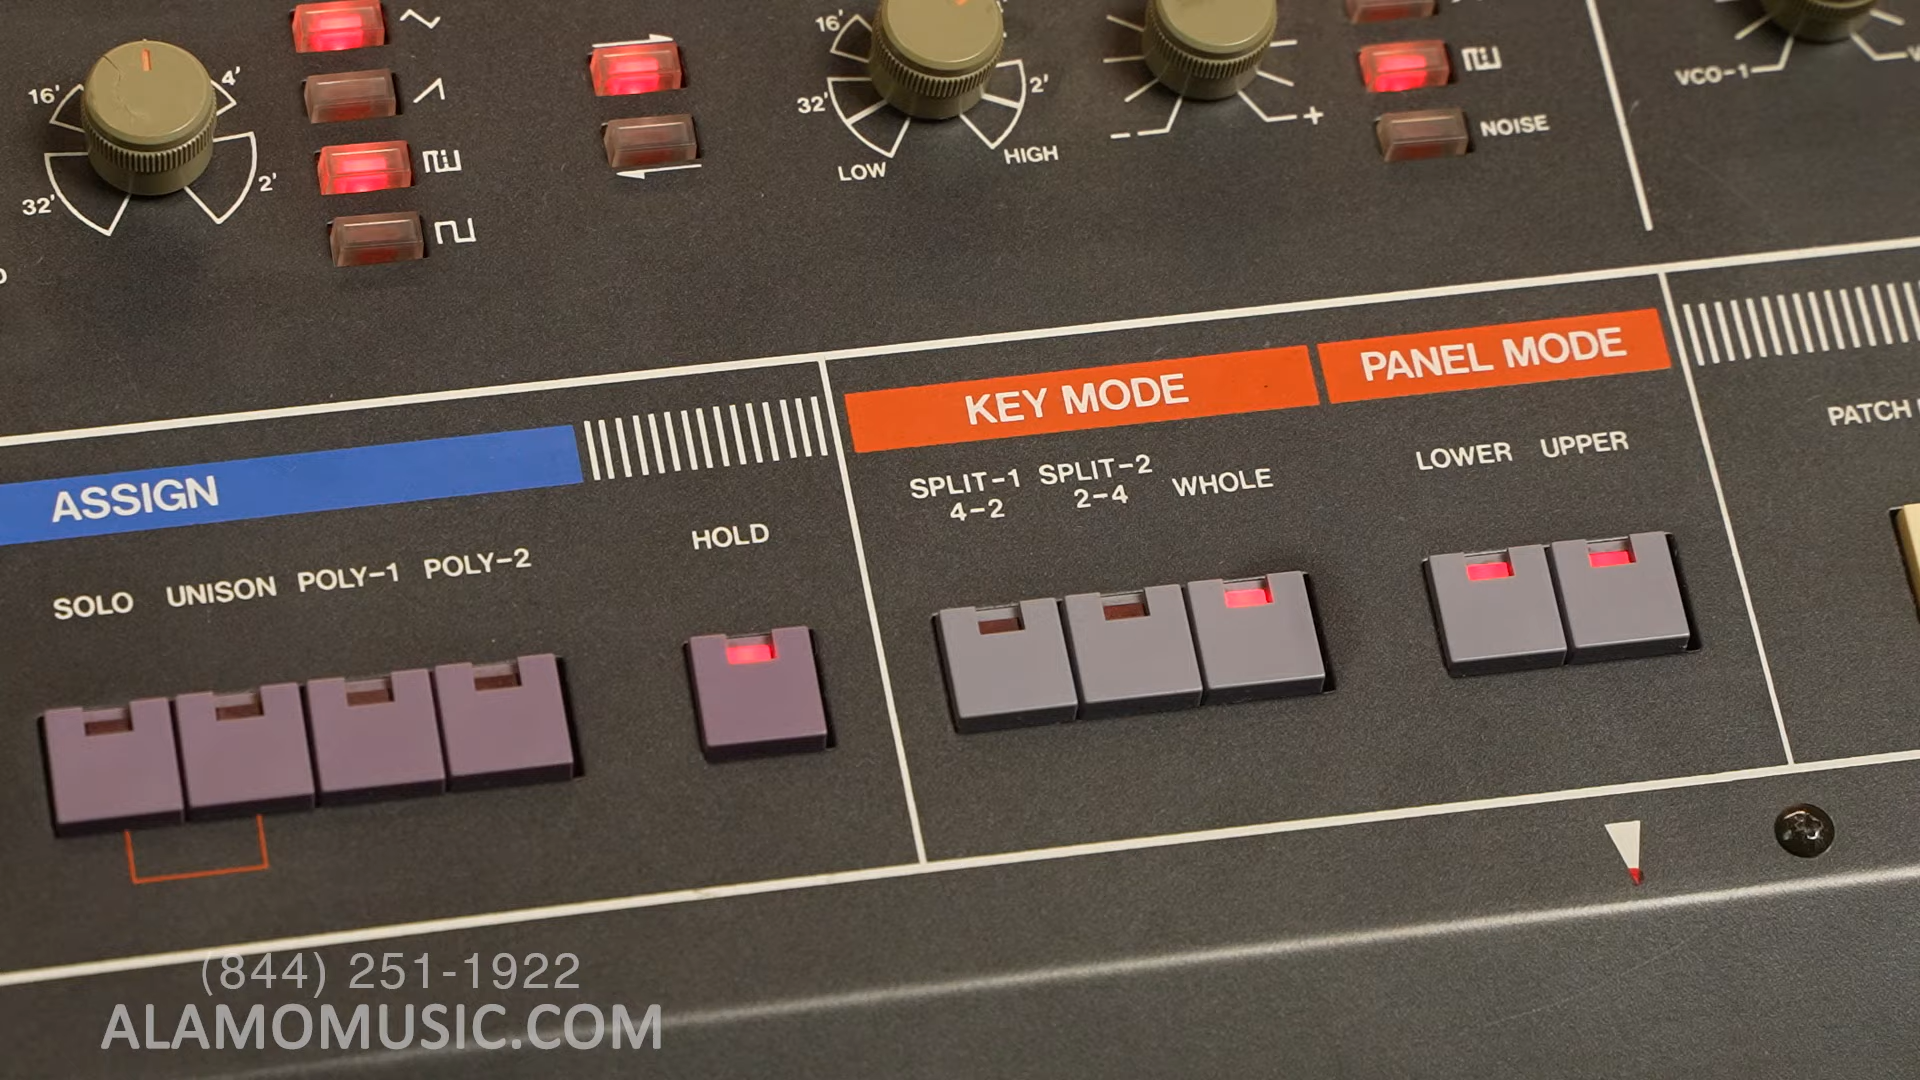 16'
4'
32'
2'
16'
32'
2'
LOW
HIGH
NOISE
VCO-1
ASSIGN
SOLO UNISON POLY-1 POLY-2
HOLD
KEY MODE
SPLIT-1 SPLIT-2 WHOLE
4-2 2-4
PANEL MODE
LOWER UPPER
PATCH
(844) 251-1922
ALAMOMUSIC.COM